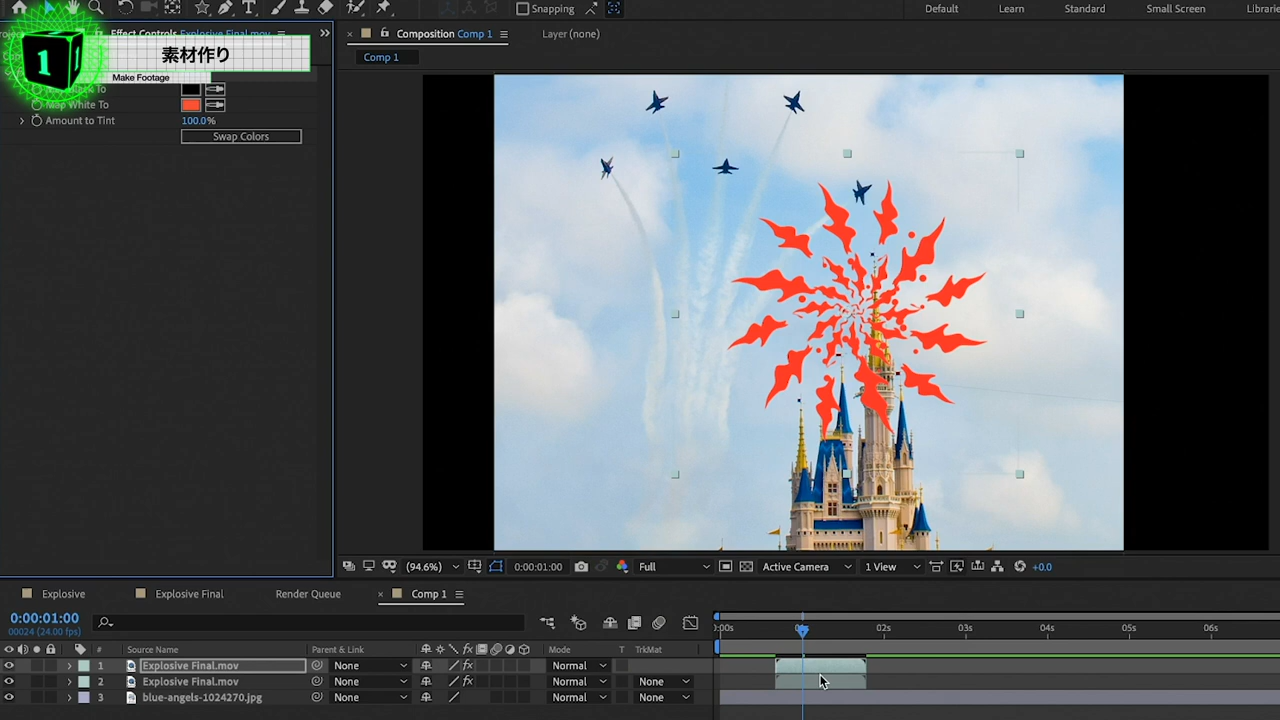 Snapping
Default
Learn
Standard
Small Screen
Librarie
Effect Controls Explosive Final.mov
1
素材作り
Make Footage
Map White To
Amount to Tint
100.0%
Swap Colors
Composition Comp 1
Layer (none)
Comp 1
(94.6%)
0:00:01:00
Full
Active Camera
1 View
+0.0
Explosive
Explosive Final
Render Queue
Comp 1
0:00:01:00
00024 (24.00 fps)
:00s
02s
03s
04s
05s
06s
#
Source Name
Parent & Link
fx
Mode
T
TrkMat
1
Explosive Final.mov
None
fx
Normal
2
Explosive Final.mov
None
fx
Normal
None
3
blue-angels-1024270.jpg
None
Normal
None